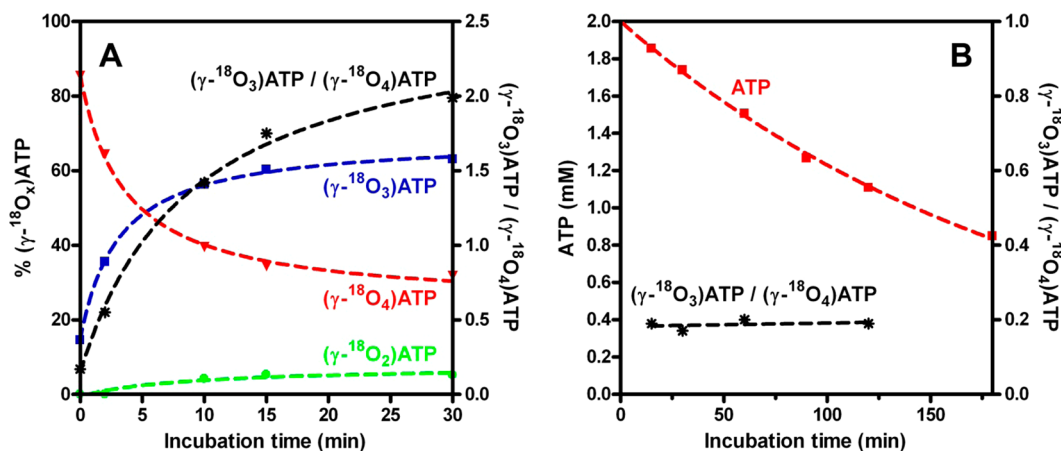 A
100
80
60
40
20
0
2.5
2.0
1.5
1.0
0.5
0.0
0 5 10 15 20 25 30
% (γ-¹⁸Oₓ)ATP
(γ-¹⁸O₃)ATP / (γ-¹⁸O₄)ATP
(γ-¹⁸O₃)ATP / (γ-¹⁸O₄)ATP
(γ-¹⁸O₃)ATP
(γ-¹⁸O₄)ATP
(γ-¹⁸O₂)ATP
Incubation time (min)
B
2.0
1.8
1.6
1.4
1.2
1.0
0.8
0.6
0.4
0.2
0.0
1.0
0.8
0.6
0.4
0.2
0.0
0 50 100 150
ATP (mM)
(γ-¹⁸O₃)ATP / (γ-¹⁸O₄)ATP
ATP
(γ-¹⁸O₃)ATP / (γ-¹⁸O₄)ATP
Incubation time (min)